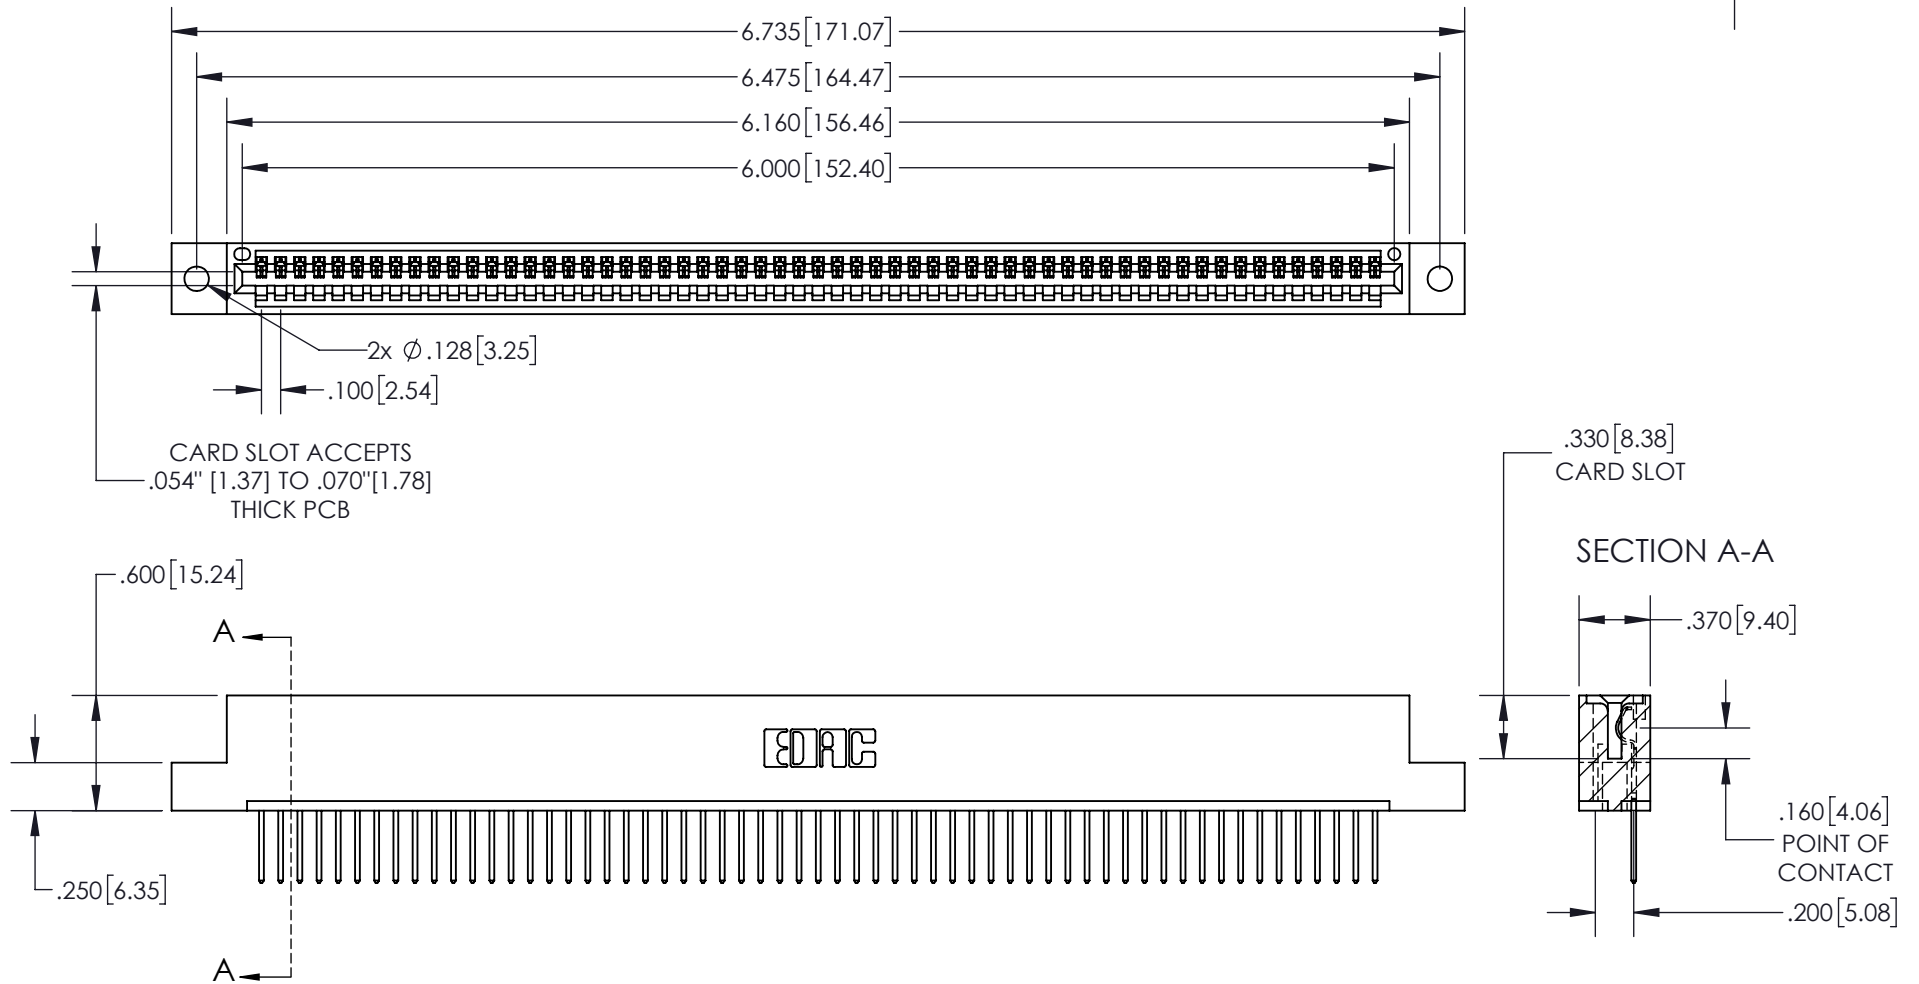 6.735[171.07]
6.475[164.47]
6.160[156.46]
6.000[152.40]
2x Ø.128[3.25]
.100[2.54]
CARD SLOT ACCEPTS
.054" [1.37] TO .070"[1.78]
THICK PCB
.330[8.38]
CARD SLOT
SECTION A-A
.600[15.24]
.370[9.40]
A
EDAC
.160[4.06]
POINT OF
CONTACT
.250[6.35]
.200[5.08]
A